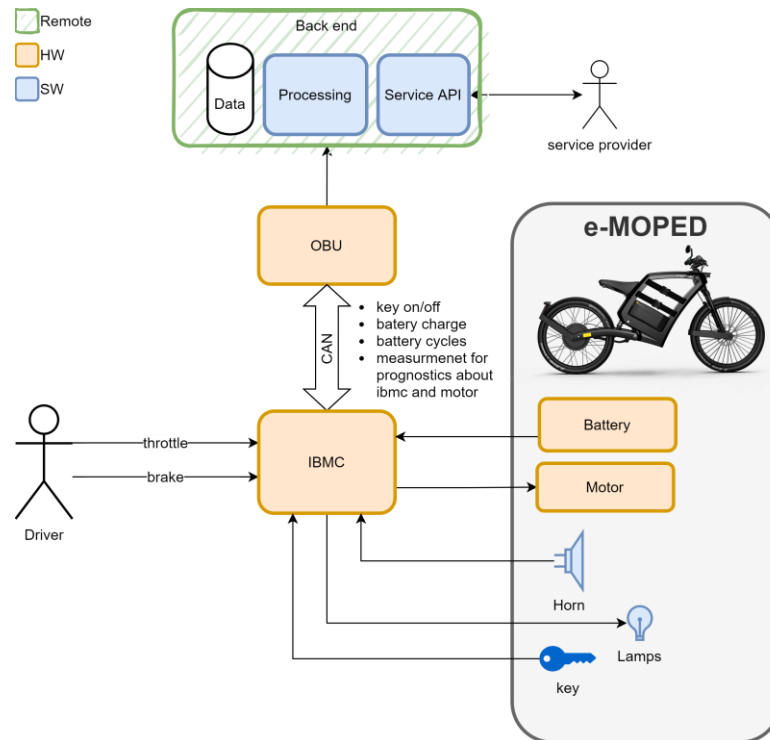 Remote
HW
SW
Back end
Data
Processing
Service API
service provider
OBU
CAN
• key on/off
• batery charge
• battery cycles
• measurmenet for
prognostics about
ibmc and motor
e-MOPED
Driver
throttle
brake
IBMC
Battery
Motor
Horn
Lamps
key